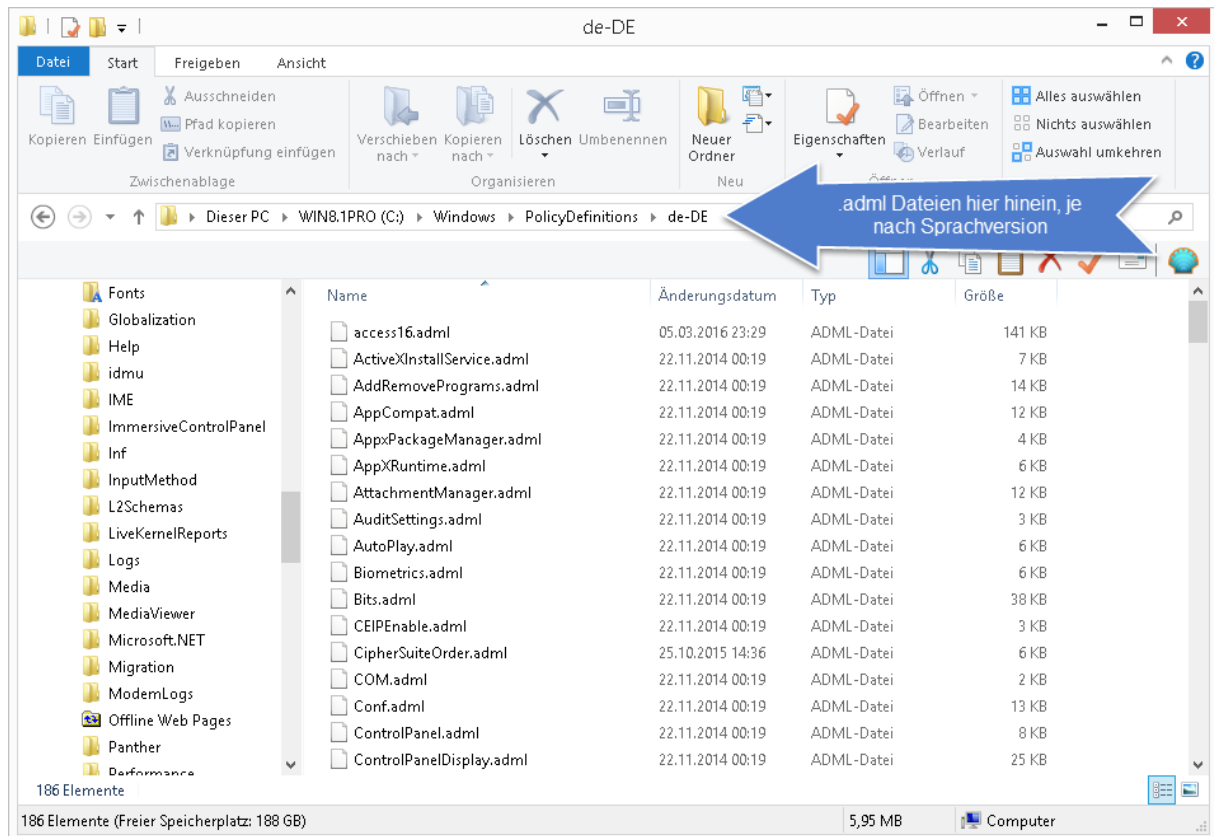 de-DE
Datei Start Freigeben Ansicht
Kopieren Einfügen Ausschneiden
Pfad kopieren
Verknüpfung einfügen
Zwischenablage
Verschieben nach Kopieren nach Löschen Umbenennen
Organisieren
Neuer Ordner
Neu
Eigenschaften Öffnen
Bearbeiten
Verlauf
Alles auswählen
Nichts auswählen
Auswahl umkehren
Dieser PC WIN8.1PRO (C:) Windows PolicyDefinitions de-DE
.adml Dateien hier hinein, je
nach Sprachversion
Fonts
Globalization
Help
idmu
IME
ImmersiveControlPanel
Inf
InputMethod
L2Schemas
LiveKernelReports
Logs
Media
MediaViewer
Microsoft.NET
Migration
ModemLogs
Offline Web Pages
Panther
Performance
Name Änderungsdatum Typ Größe
access16.adml 05.03.2016 23:29 ADML-Datei 141 KB
ActiveXInstallService.adml 22.11.2014 00:19 ADML-Datei 7 KB
AddRemovePrograms.adml 22.11.2014 00:19 ADML-Datei 14 KB
AppCompat.adml 22.11.2014 00:19 ADML-Datei 12 KB
AppxPackageManager.adml 22.11.2014 00:19 ADML-Datei 4 KB
AppXRuntime.adml 22.11.2014 00:19 ADML-Datei 6 KB
AttachmentManager.adml 22.11.2014 00:19 ADML-Datei 12 KB
AuditSettings.adml 22.11.2014 00:19 ADML-Datei 3 KB
AutoPlay.adml 22.11.2014 00:19 ADML-Datei 6 KB
Biometrics.adml 22.11.2014 00:19 ADML-Datei 6 KB
Bits.adml 22.11.2014 00:19 ADML-Datei 38 KB
CEIPEnable.adml 22.11.2014 00:19 ADML-Datei 3 KB
CipherSuiteOrder.adml 25.10.2015 14:36 ADML-Datei 6 KB
COM.adml 22.11.2014 00:19 ADML-Datei 2 KB
Conf.adml 22.11.2014 00:19 ADML-Datei 13 KB
ControlPanel.adml 22.11.2014 00:19 ADML-Datei 8 KB
ControlPanelDisplay.adml 22.11.2014 00:19 ADML-Datei 25 KB
186 Elemente
186 Elemente (Freier Speicherplatz: 188 GB) 5,95 MB Computer